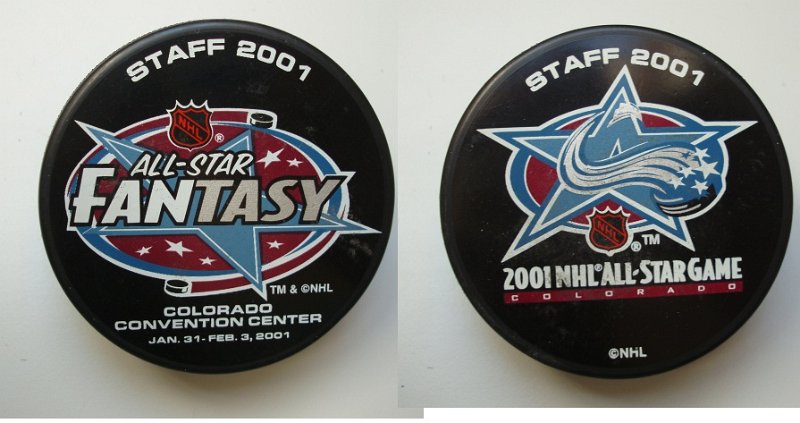 STAFF 2001
NHL ®
ALL-STAR
FANTASY
TM & ©NHL
COLORADO
CONVENTION CENTER
JAN. 31- FEB. 3, 2001
STAFF 2001
NHL ® TM
2001 NHL® ALL-STAR GAME
COLORADO
©NHL